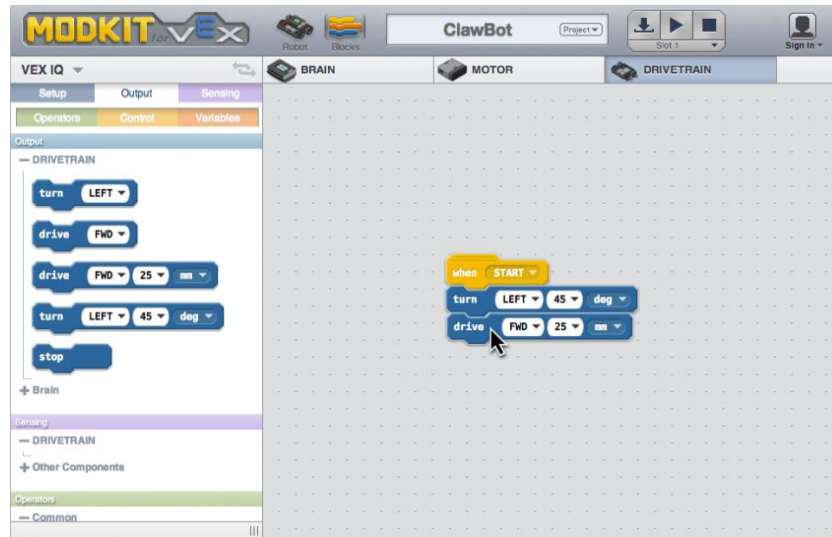 MODKIT for VEX
Robot
Blocks
ClawBot
Project
Slot 1
Sign In
VEX IQ
BRAIN
MOTOR
DRIVETRAIN
Setup Output Sensing
Operators Control Variables
Output
DRIVETRAIN
turn LEFT
drive FWD
drive FWD 25 mm
turn LEFT 45 deg
stop
+ Brain
Sensing
DRIVETRAIN
+ Other Components
Operators
Common
when START
turn LEFT 45 deg
drive FWD 25 mm